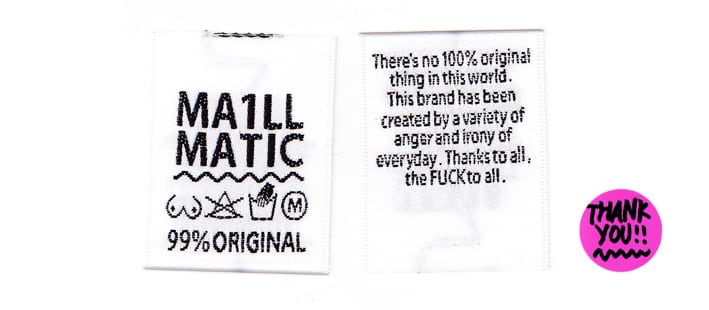 MA1LL
MATIC
M
99% ORIGINAL
There's no 100% original
thing in this world.
This brand has been
created by a variety of
anger and irony of
everyday. Thanks to all,
the FUCK to all.
THANK
YOU!!